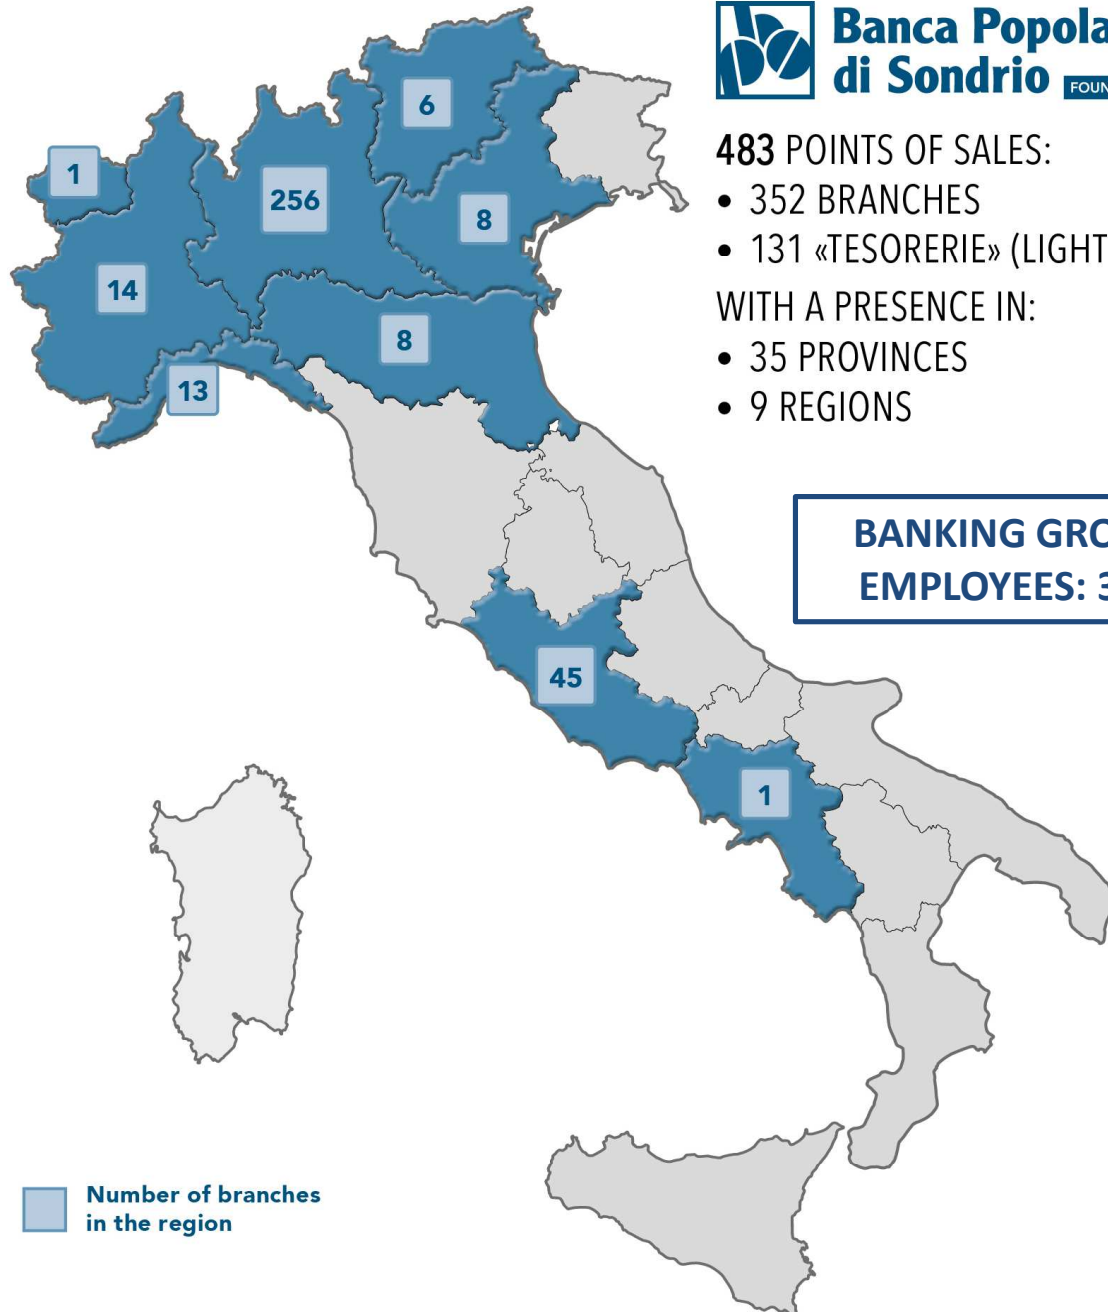 Banca Popola
di Sondrio FOUN
483 POINTS OF SALES:
• 352 BRANCHES
• 131 «TESORERIE» (LIGHT
WITH A PRESENCE IN:
• 35 PROVINCES
• 9 REGIONS
BANKING GRO
EMPLOYEES: 3
6
1
256
8
14
8
13
45
1
Number of branches
in the region